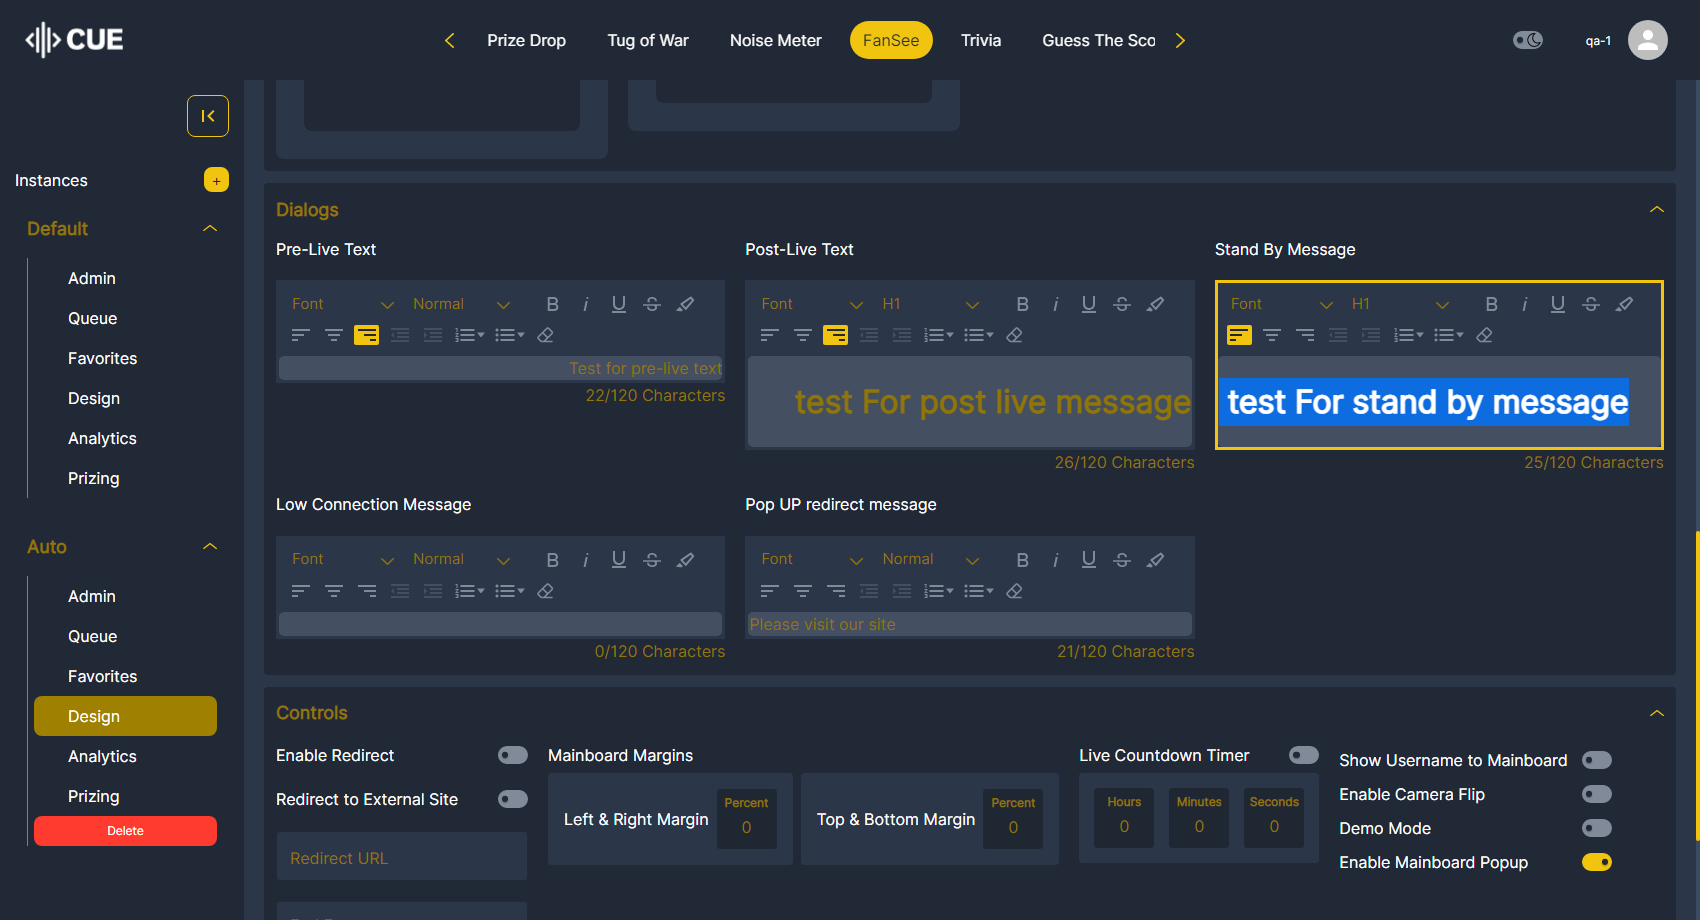 CUE
Prize Drop
Tug of War
Noise Meter
FanSee
Trivia
Guess The Sco
qa-1
Instances
+
Default
Admin
Queue
Favorites
Design
Analytics
Prizing
Auto
Admin
Queue
Favorites
Design
Analytics
Prizing
Delete
Dialogs
Pre-Live Text
Font Normal B i U S
Test for pre-live text
22/120 Characters
Post-Live Text
Font H1 B i U S
test For post live message
26/120 Characters
Stand By Message
Font H1 B i U S
test For stand by message
25/120 Characters
Low Connection Message
Font Normal B i U S
0/120 Characters
Pop UP redirect message
Font Normal B i U S
Please visit our site
21/120 Characters
Controls
Enable Redirect
Redirect to External Site
Redirect URL
Mainboard Margins
Left & Right Margin
Percent
0
Top & Bottom Margin
Percent
0
Live Countdown Timer
Hours
0
Minutes
0
Seconds
0
Show Username to Mainboard
Enable Camera Flip
Demo Mode
Enable Mainboard Popup